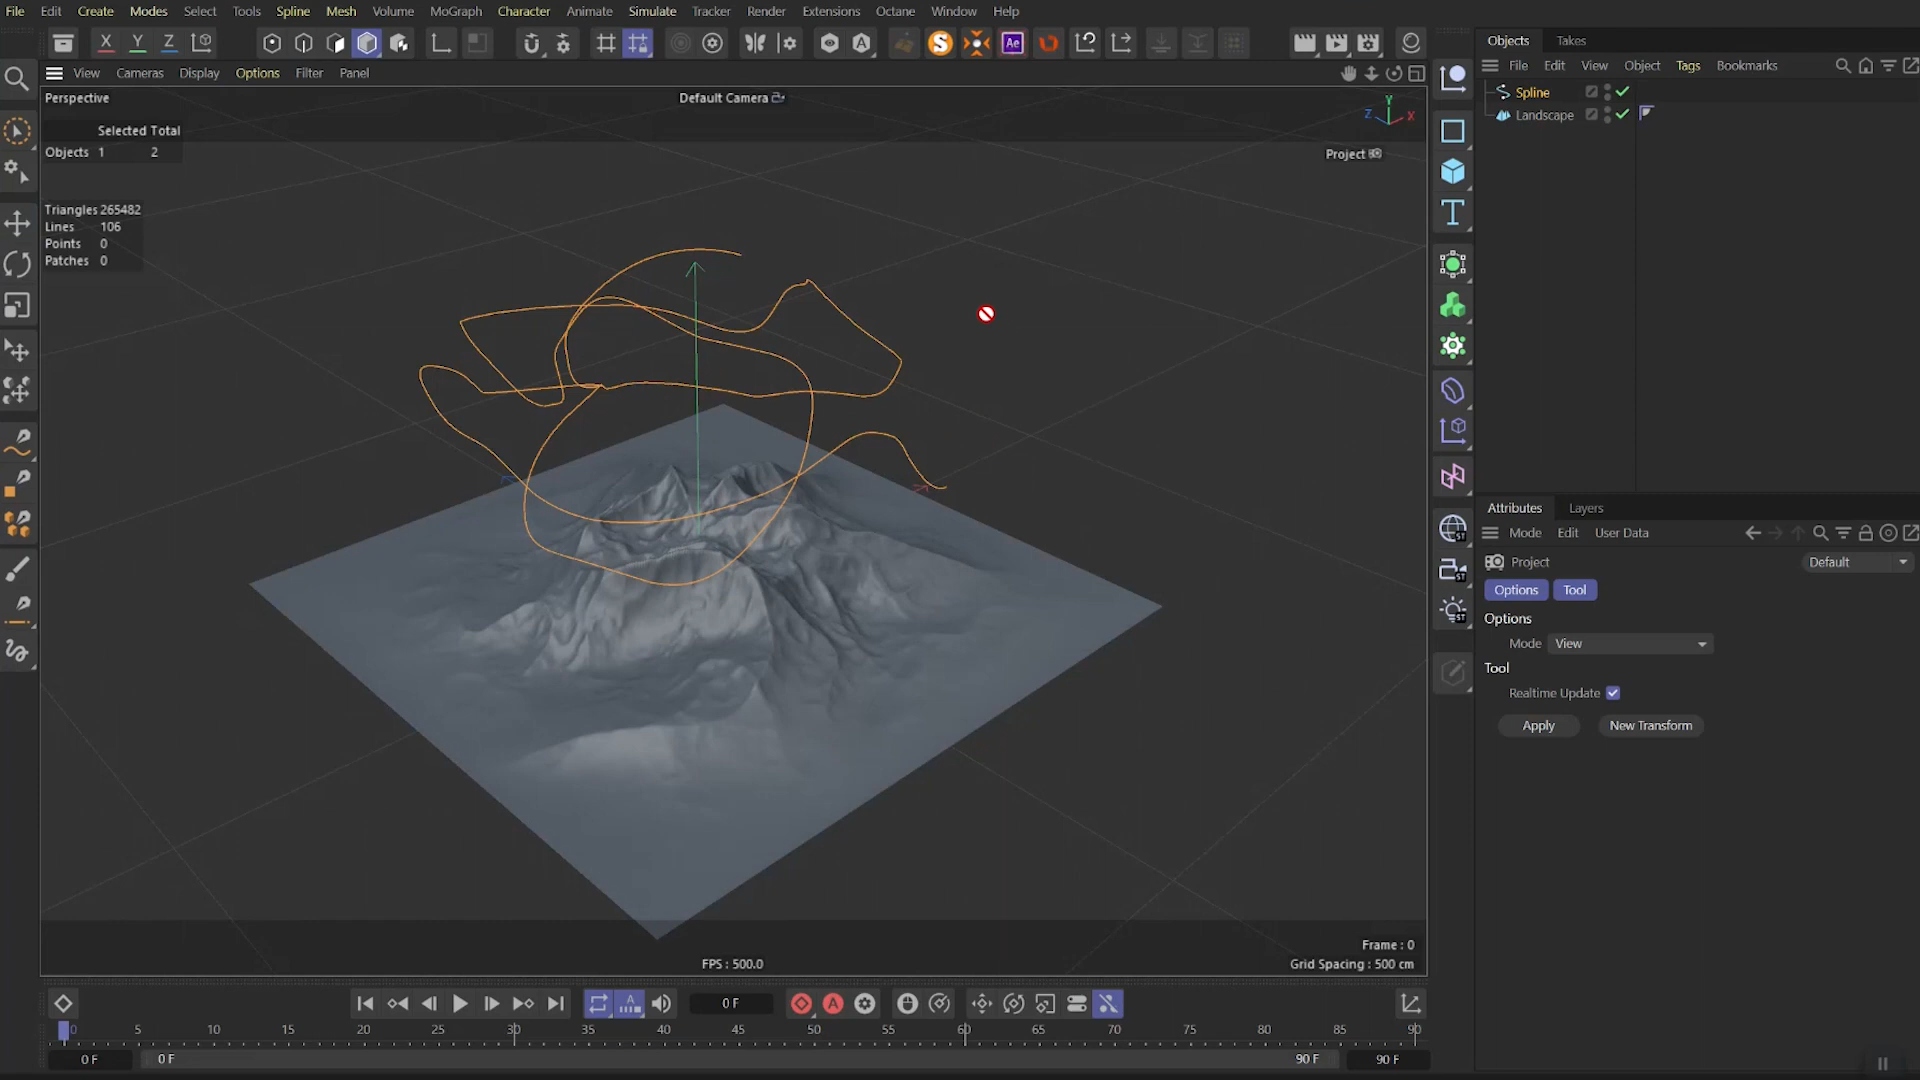 File Edit Create Modes Select Tools Spline Mesh Volume MoGraph Character Animate Simulate Tracker Render Extensions Octane Window Help
X Y Z
A S Ae
Objects Takes
File Edit View Object Tags Bookmarks
Spline
Landscape
View Cameras Display Options Filter Panel
Perspective
Default Camera
Y
Z X
Selected Total
Objects 1 2
Project
Triangles 265482
Lines 106
Points 0
Patches 0
T
ST
ST
ST
Attributes Layers
Mode Edit User Data
Project Default
Options Tool
Options
Mode View
Tool
Realtime Update
Apply New Transform
Frame : 0
FPS : 500.0
Grid Spacing : 500 cm
A 0 F A
0 5 10 15 20 25 30 35 40 45 50 55 60 65 70 75 80 85 90
0 F 0 F 90 F 90 F